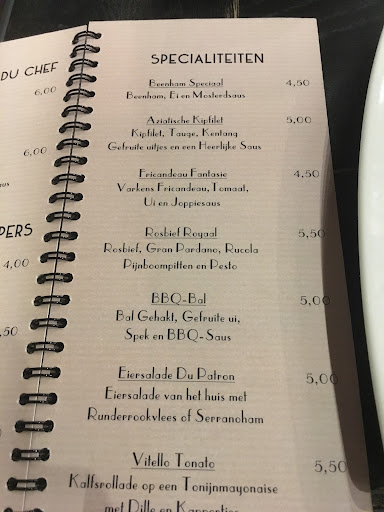 DU CHEF
6,00
6,00
PERS
4,00
,50
SPECIALITEITEN
Beenham Speciaal 4,50
Beenham, Ei en Mosterdsaus
Aziatische Kipfilet 5,00
Kipfilet, Tauge, Kentang
Gefruite uitjes en een Heerlijke Saus
Fricandeau Fantasie 4,50
Varkens Fricandeau, Tomaat,
Ui en Joppiesaus
Rosbief Royaal 5,50
Rosbief, Gran Pardano, Rucola
Pijnboompitten en Pesto
BBQ-Bal 5,00
Bal Gehakt, Gefruite ui,
Spek en BBQ-Saus
Eiersalade Du Patron 5,00
Eiersalade van het huis met
Runderrookvlees of Serranoham
Vitello Tonato 5,50
Kalfsrollade op een Tonijnmayonaise
met Dille en Kappertjes